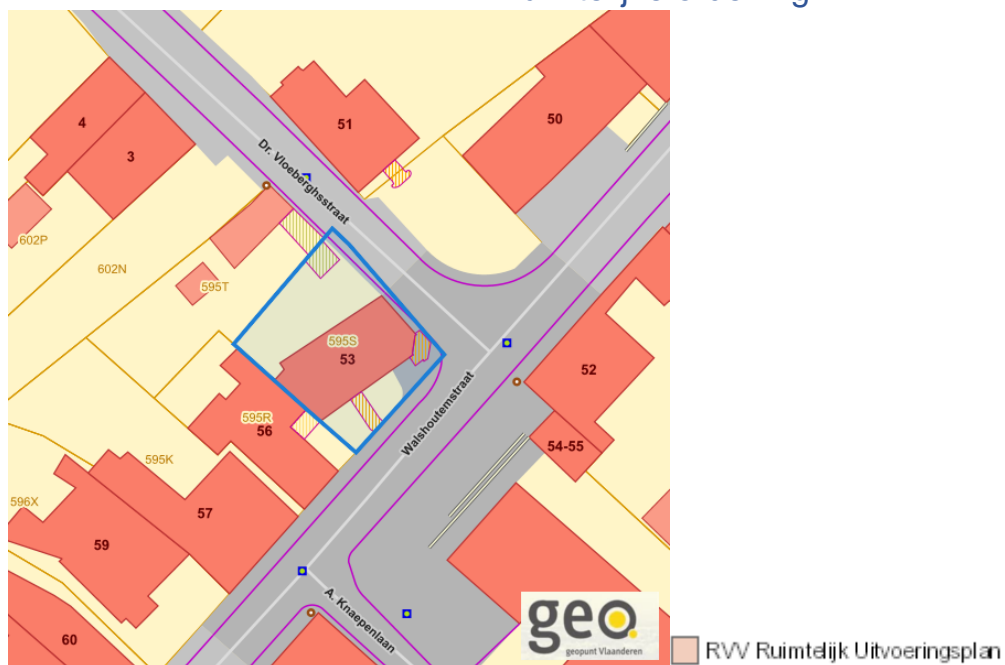 51
50
4
3
Dr. Vloeberghsstraat
602P
602N
595T
595S
53
52
Walshoutemstraat
595R
56
54-55
595K
596X
57
59
A. Knaepenlaan
60
geo
geopunt Vlaanderen
RVV Ruimtelijk Uitvoeringsplan